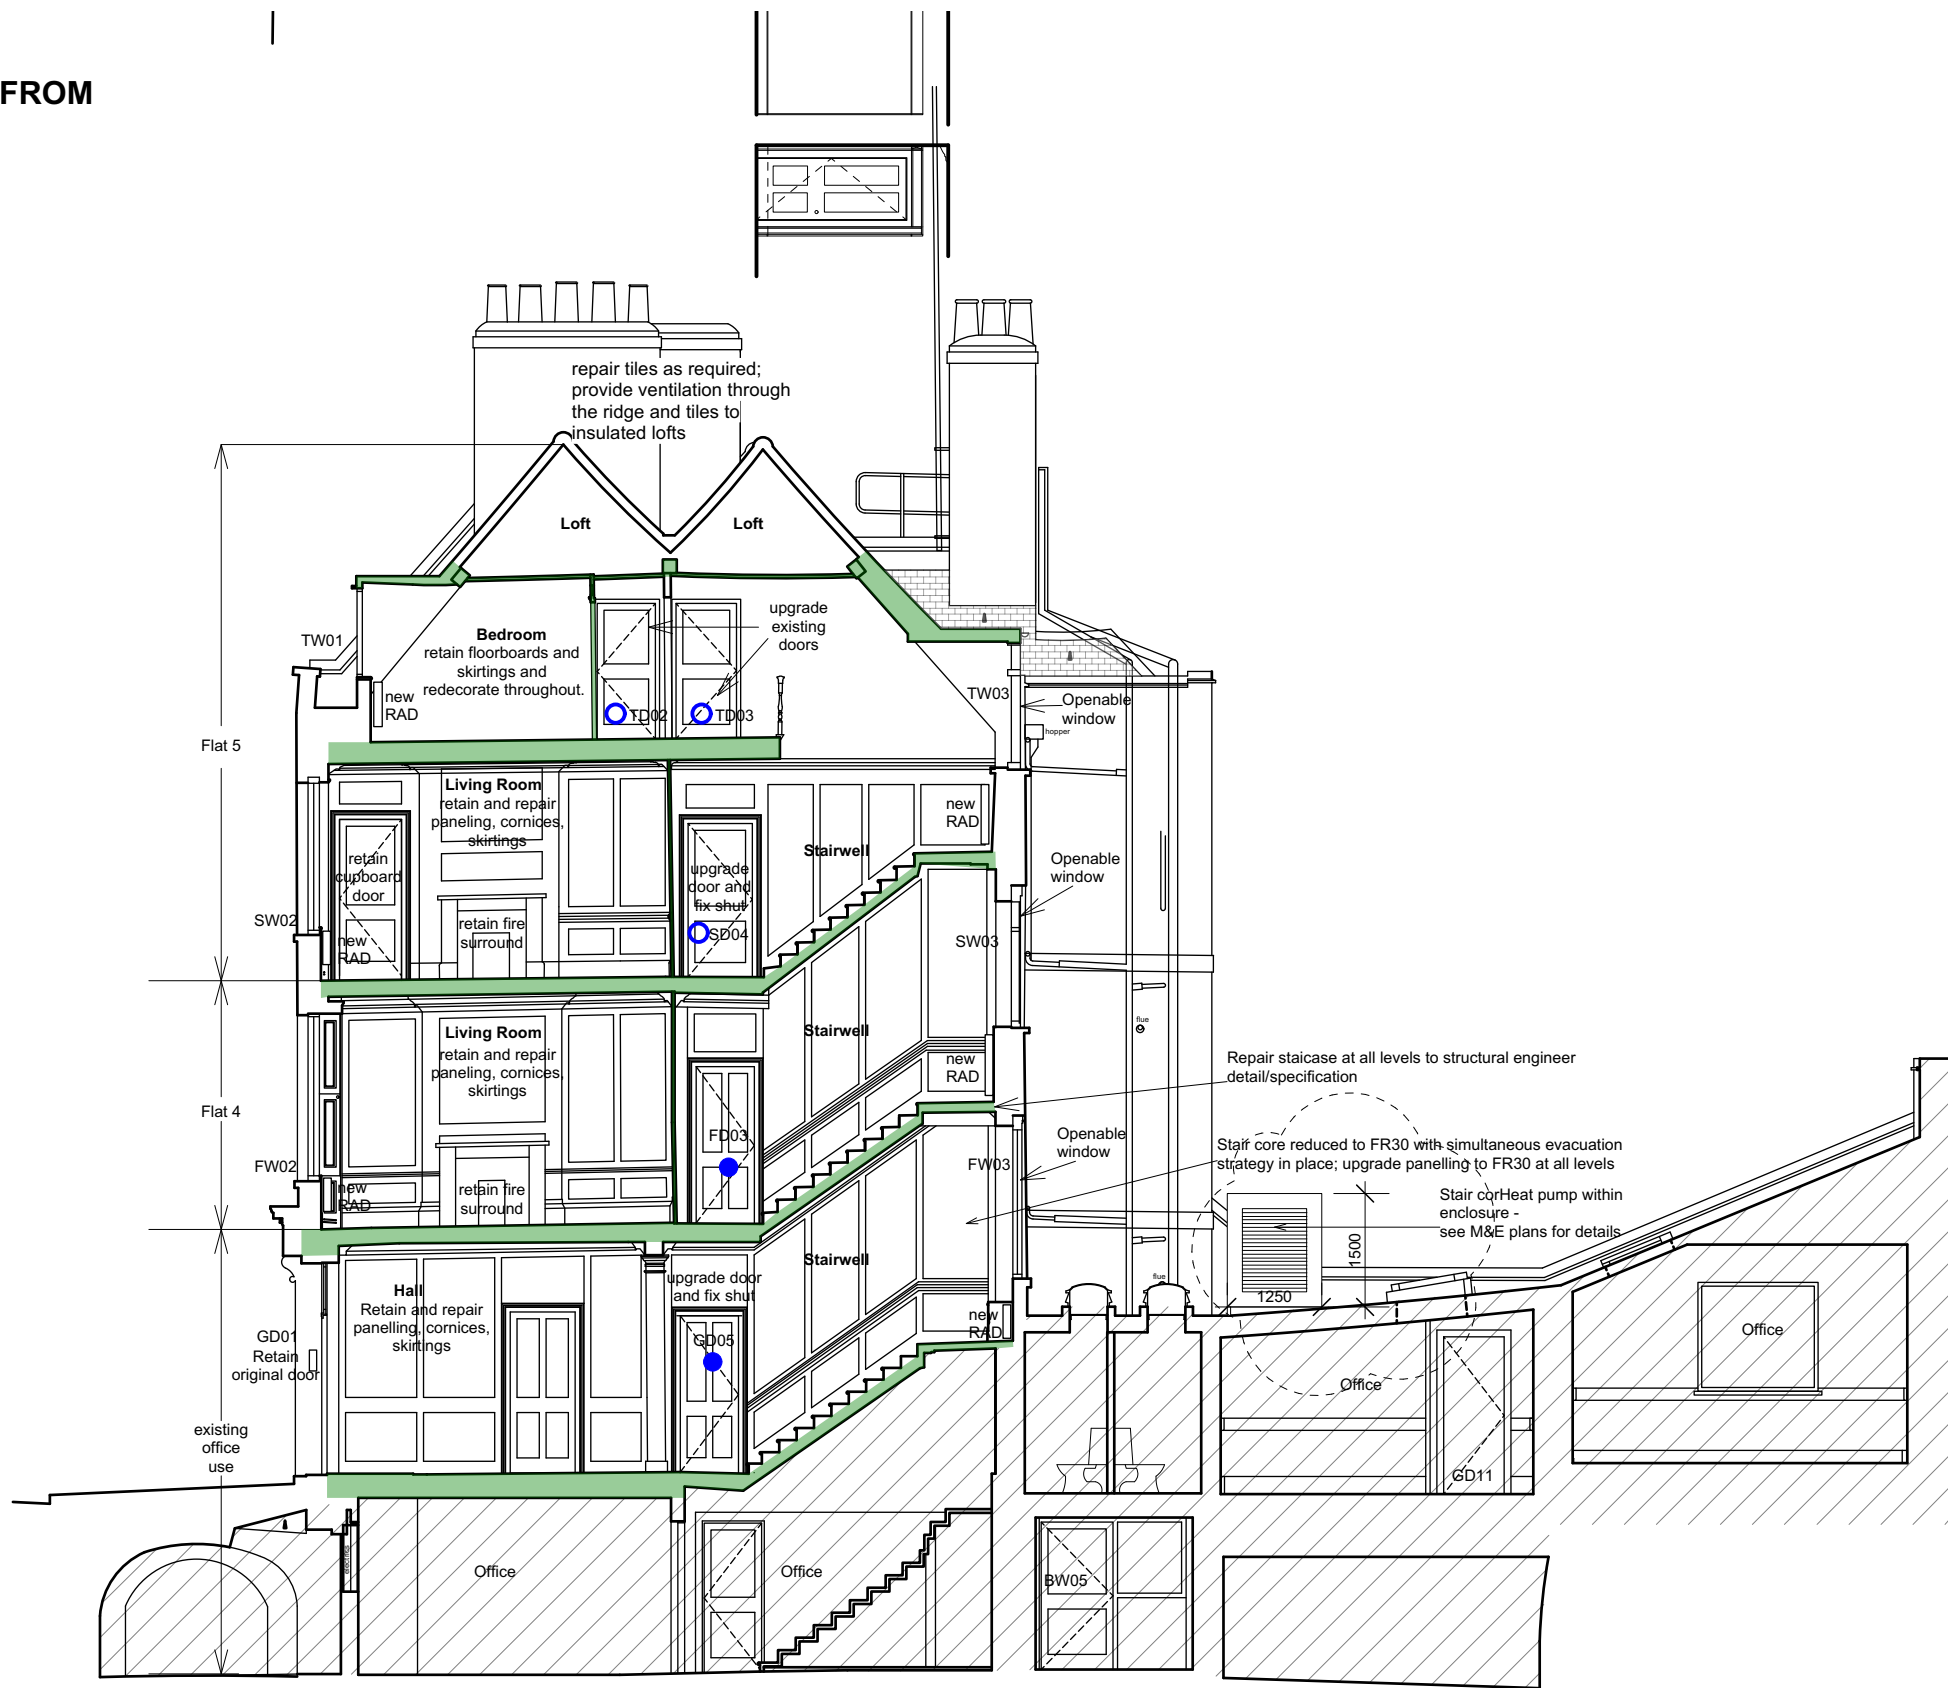 FROM
repair tiles as required;
provide ventilation through
the ridge and tiles to
insulated lofts
Loft
Loft
upgrade
existing
doors
TW01
Bedroom
retain floorboards and
skirtings and
redecorate throughout.
new
RAD
TD02
TD03
TW03
Openable
window
hopper
Flat 5
Living Room
retain and repair
paneling, cornices,
skirtings
new
RAD
retain
cupboard
door
Stairwell
upgrade
door and
fix shut
Openable
window
SW02
retain fire
surround
SD04
new
RAD
SW03
Living Room
retain and repair
paneling, cornices,
skirtings
Stairwell
flue
new
RAD
Repair staicase at all levels to structural engineer
detail/specification
Flat 4
FD03
Openable
window
Stair core reduced to FR30 with simultaneous evacuation
strategy in place; upgrade panelling to FR30 at all levels
FW02
FW03
new
RAD
retain fire
surround
Stair corHeat pump within
enclosure -
see M&E plans for details
1500
1250
Stairwell
flue
Hall
Retain and repair
panelling, cornices,
skirtings
upgrade door
and fix shut
GD05
new
RAD
GD01
Retain
original door
Office
Office
existing
office
use
GD11
electrics
Office
Office
BW05